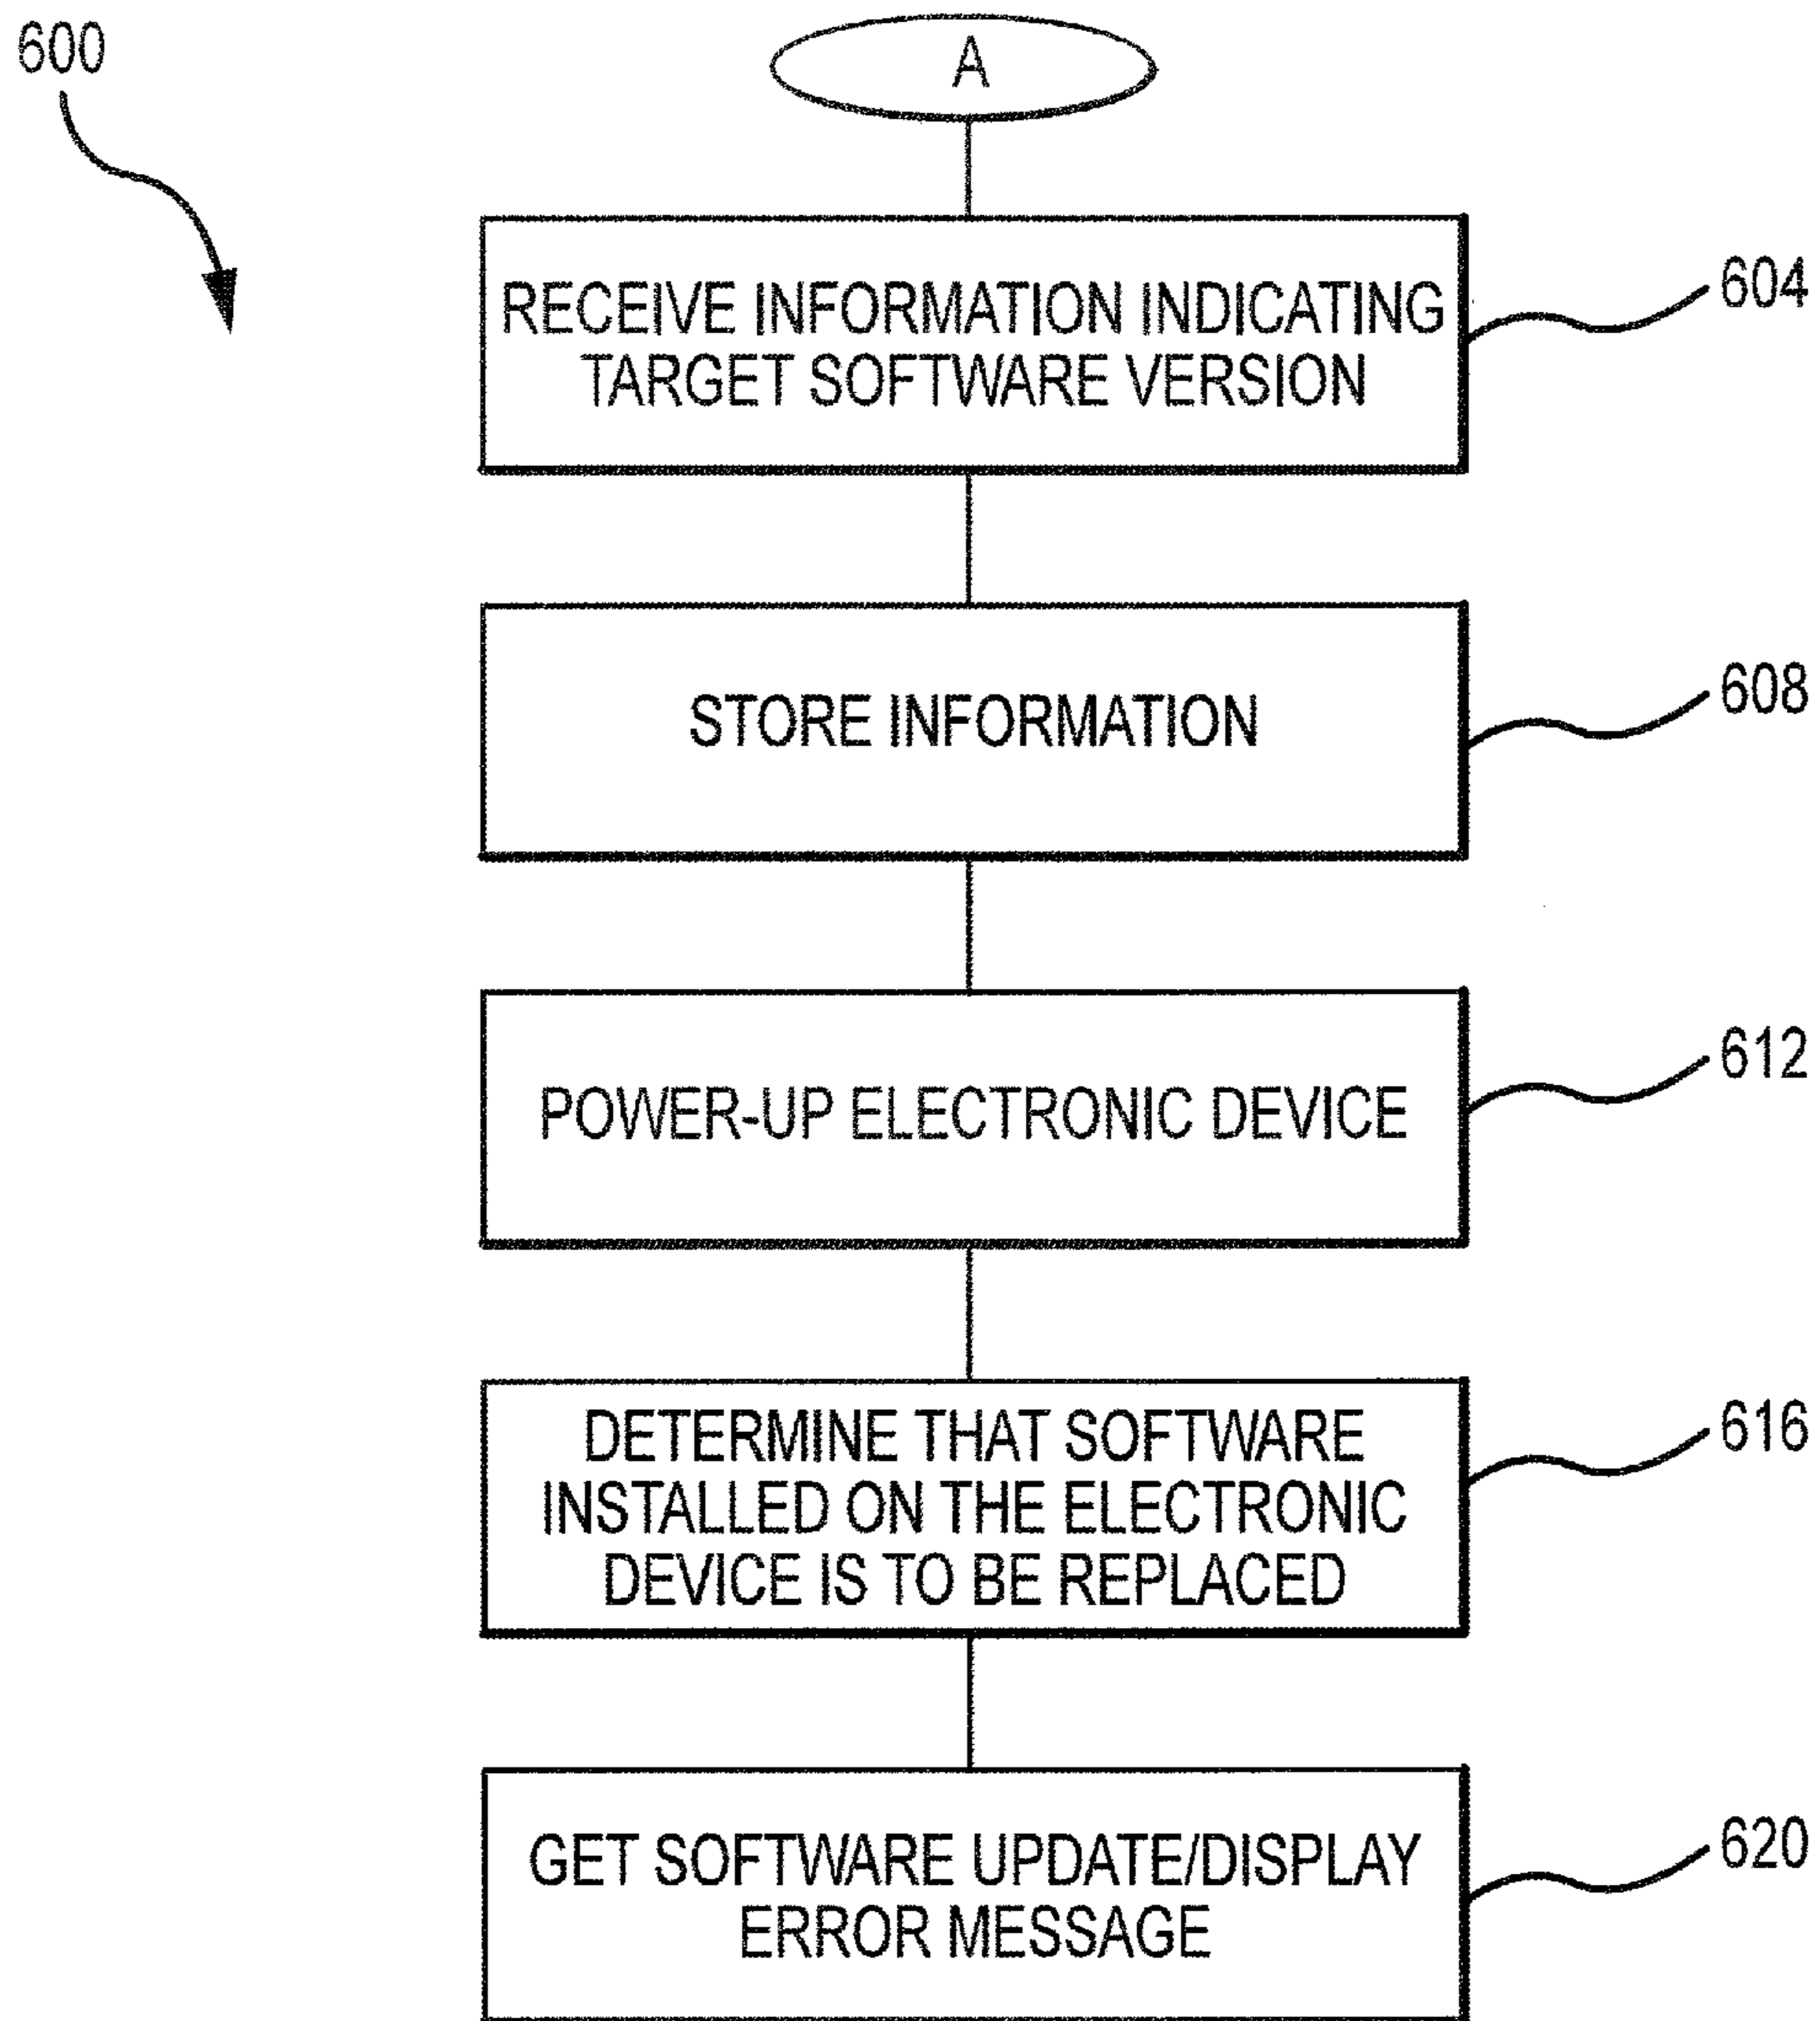 600
A
RECEIVE INFORMATION INDICATING
TARGET SOFTWARE VERSION
604
STORE INFORMATION
608
POWER-UP ELECTRONIC DEVICE
612
DETERMINE THAT SOFTWARE
INSTALLED ON THE ELECTRONIC
DEVICE IS TO BE REPLACED
616
GET SOFTWARE UPDATE/DISPLAY
ERROR MESSAGE
620